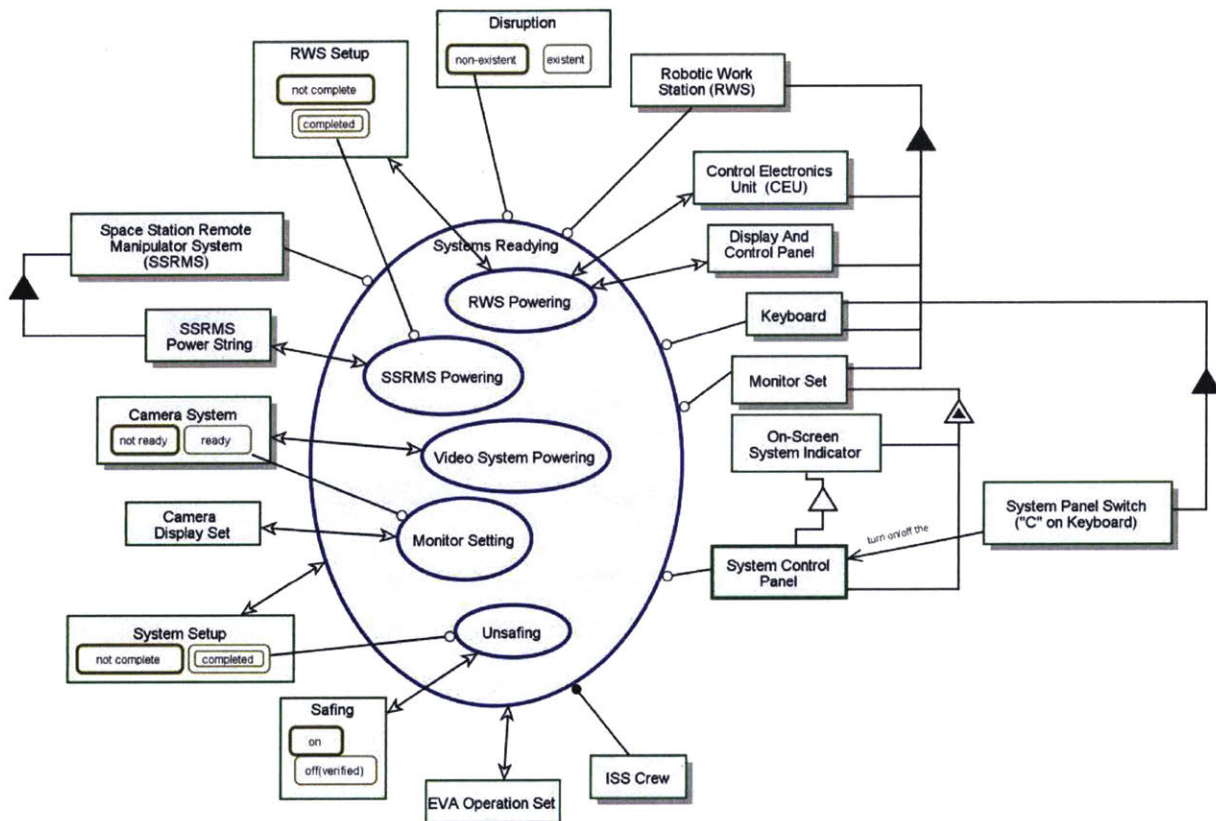 Disruption
non-existent
existent
RWS Setup
not complete
completed
Robotic Work
Station (RWS)
Control Electronics
Unit (CEU)
Space Station Remote
Manipulator System
(SSRMS)
Systems Readying
Display And
Control Panel
RWS Powering
Keyboard
SSRMS
Power String
SSRMS Powering
Monitor Set
Camera System
not ready
ready
On-Screen
System Indicator
Video System Powering
System Panel Switch
("C" on Keyboard)
Camera
Display Set
Monitor Setting
turn on/off the
System Control
Panel
System Setup
not complete
completed
Unsafing
Safing
on
off(verified)
ISS Crew
EVA Operation Set